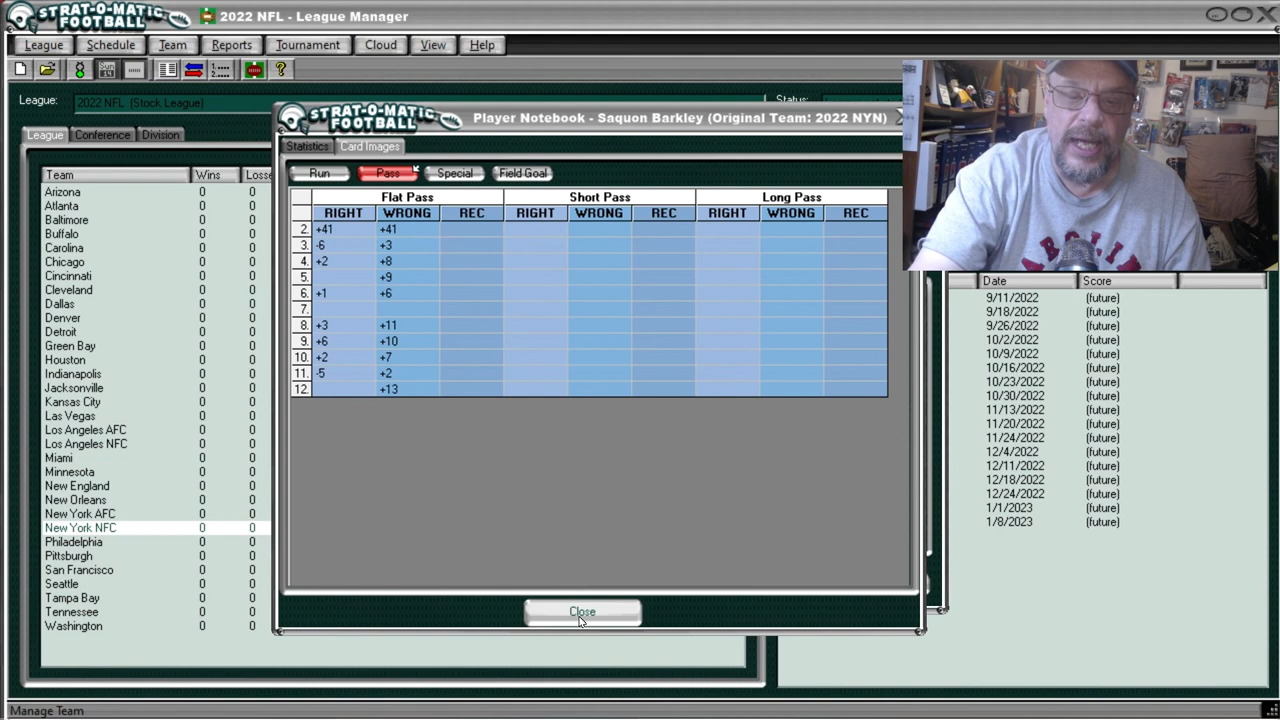 STRAT-O-MATIC
FOOTBALL
2022 NFL - League Manager
League Schedule Team Reports Tournament Cloud View Help
League: 2022 NFL (Stock League)
League Conference Division
Team Wins
Arizona 0 0
Atlanta 0 0
Baltimore 0 0
Buffalo 0 0
Carolina 0 0
Chicago 0 0
Cincinnati 0 0
Cleveland 0 0
Dallas 0 0
Denver 0 0
Detroit 0 0
Green Bay 0 0
Houston 0 0
Indianapolis 0 0
Jacksonville 0 0
Kansas City 0 0
Las Vegas 0 0
Los Angeles AFC 0 0
Los Angeles NFC 0 0
Miami 0 0
Minnesota 0 0
New England 0 0
New Orleans 0 0
New York AFC 0 0
New York NFC 0 0
Philadelphia 0 0
Pittsburgh 0 0
San Francisco 0 0
Seattle 0 0
Tampa Bay 0 0
Tennessee 0 0
Washington 0 0
STRAT-O-MATIC
FOOTBALL
Player Notebook - Saquon Barkley (Original Team: 2022 NYN)
Statistics Card Images
Run Pass Special Field Goal
Flat Pass Short Pass Long Pass
RIGHT WRONG REC RIGHT WRONG REC RIGHT WRONG REC
2. +41 +41
3. -6 +3
4. +2 +8
5. +9
6. +1 +6
7.
8. +3 +11
9. +6 +10
10. +2 +7
11. -5 +2
12. +13
Close
Date Score
9/11/2022 (future)
9/18/2022 (future)
9/26/2022 (future)
10/2/2022 (future)
10/9/2022 (future)
10/16/2022 (future)
10/23/2022 (future)
10/30/2022 (future)
11/13/2022 (future)
11/20/2022 (future)
11/24/2022 (future)
12/4/2022 (future)
12/11/2022 (future)
12/18/2022 (future)
12/24/2022 (future)
1/1/2023 (future)
1/8/2023 (future)
Manage Team